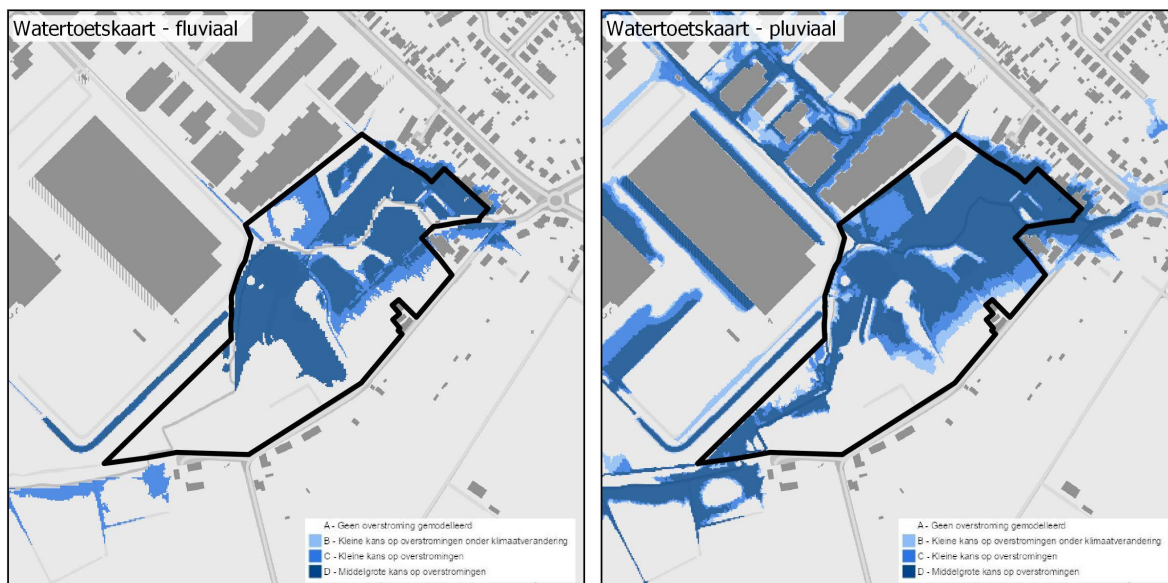 Watertoetskaart - fluviaal
A - Geen overstroming gemodelleerd
B - Kleine kans op overstromingen onder klimaatverandering
C - Kleine kans op overstromingen
D - Middelgrote kans op overstromingen
Watertoetskaart - pluviaal
A - Geen overstroming gemodelleerd
B - Kleine kans op overstromingen onder klimaatverandering
C - Kleine kans op overstromingen
D - Middelgrote kans op overstromingen